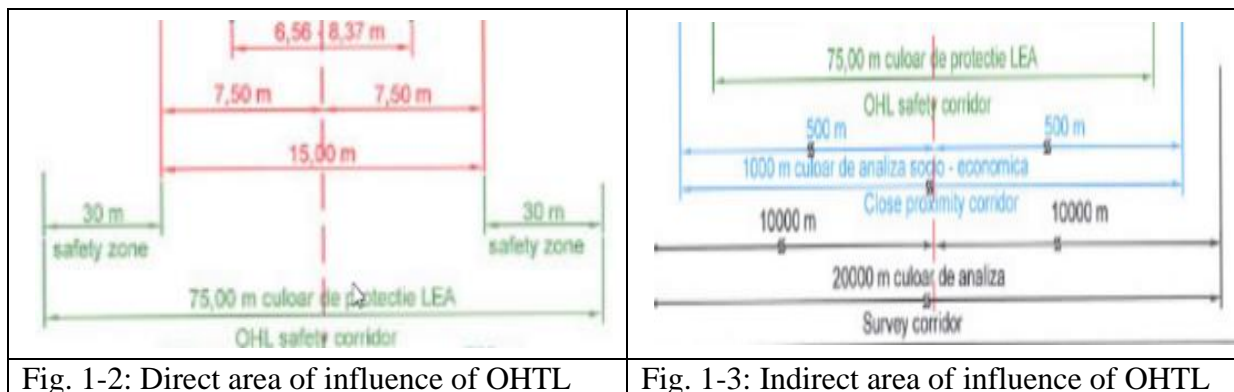 6,56 - 8,37 m
7,50 m 7,50 m
15,00 m
30 m 30 m
safety zone safety zone
75,00 m culoar de protectie LEA
OHL safety corridor
Fig. 1-2: Direct area of influence of OHTL
75,00 m culoar de protectie LEA
OHL safety corridor
500 m 500 m
1000 m culoar de analiza socio - economica
Close proximity corridor
10000 m 10000 m
20000 m culoar de analiza
Survey corridor
Fig. 1-3: Indirect area of influence of OHTL